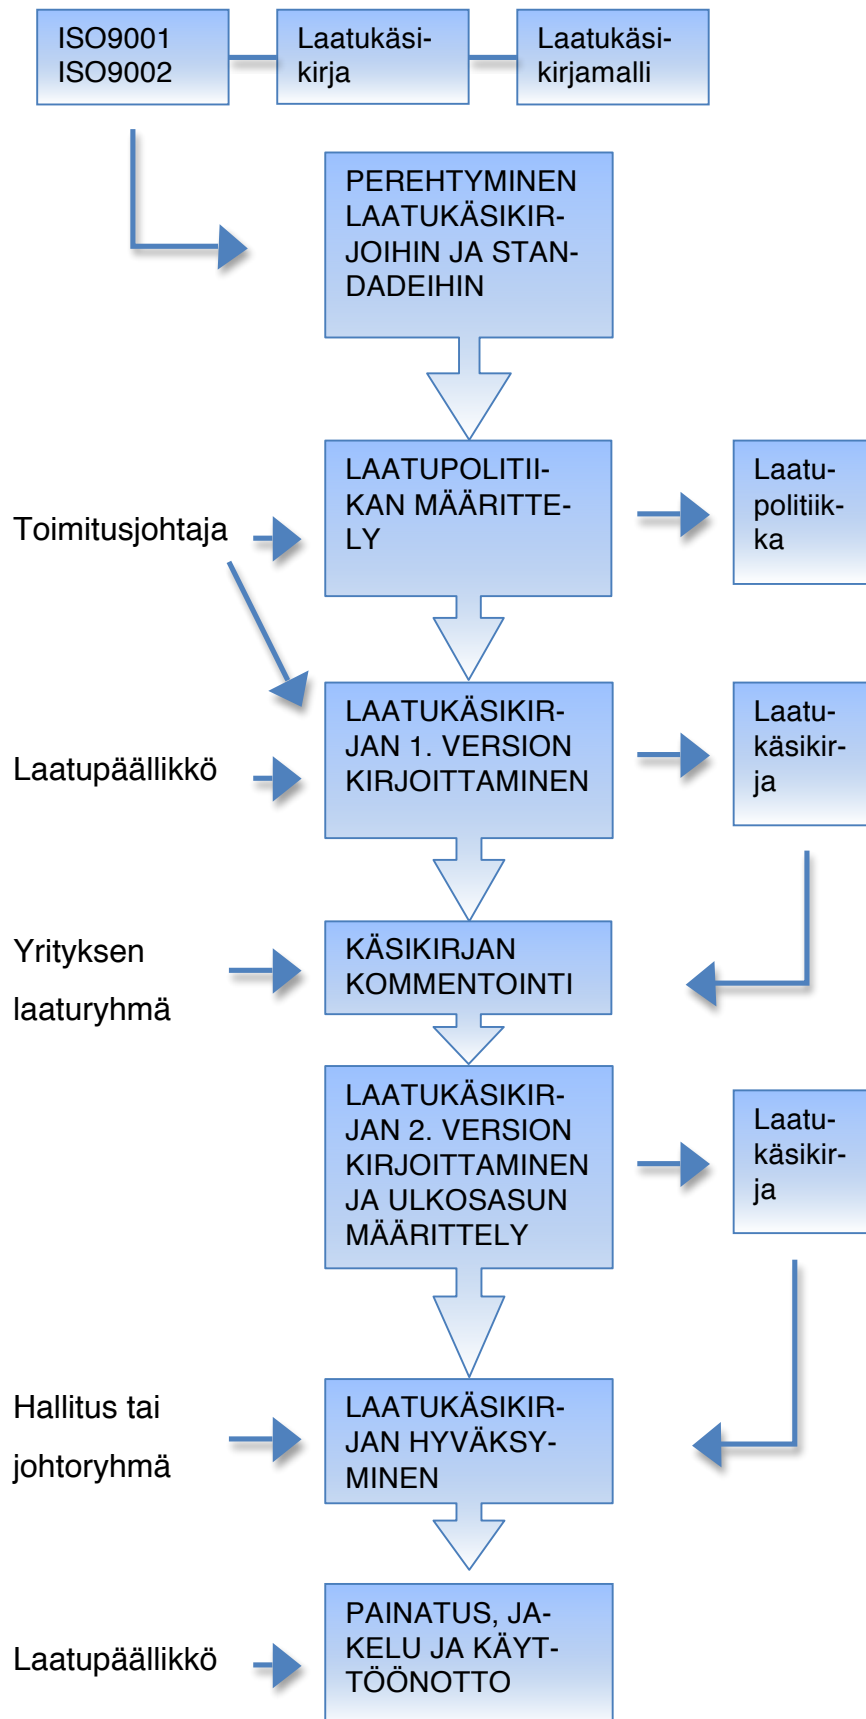 ISO9001
ISO9002
Laatukäsi-
kirja
Laatukäsi-
kirjamalli
PEREHTYMINEN
LAATUKÄSIKIR-
JOIHIN JA STAN-
DADEIHIN
Toimitusjohtaja
LAATUPOLITII-
KAN MÄÄRITTE-
LY
Laatu-
politiik-
ka
Laatupäällikkö
LAATUKÄSIKIR-
JAN 1. VERSION
KIRJOITTAMINEN
Laatu-
käsikir-
ja
Yrityksen
laaturyhmä
KÄSIKIRJAN
KOMMENTOINTI
LAATUKÄSIKIR-
JAN 2. VERSION
KIRJOITTAMINEN
JA ULKOSASUN
MÄÄRITTELY
Laatu-
käsikir-
ja
Hallitus tai
johtoryhmä
LAATUKÄSIKIR-
JAN HYVÄKSY-
MINEN
Laatupäällikkö
PAINATUS, JA-
KELU JA KÄYT-
TÖÖNOTTO